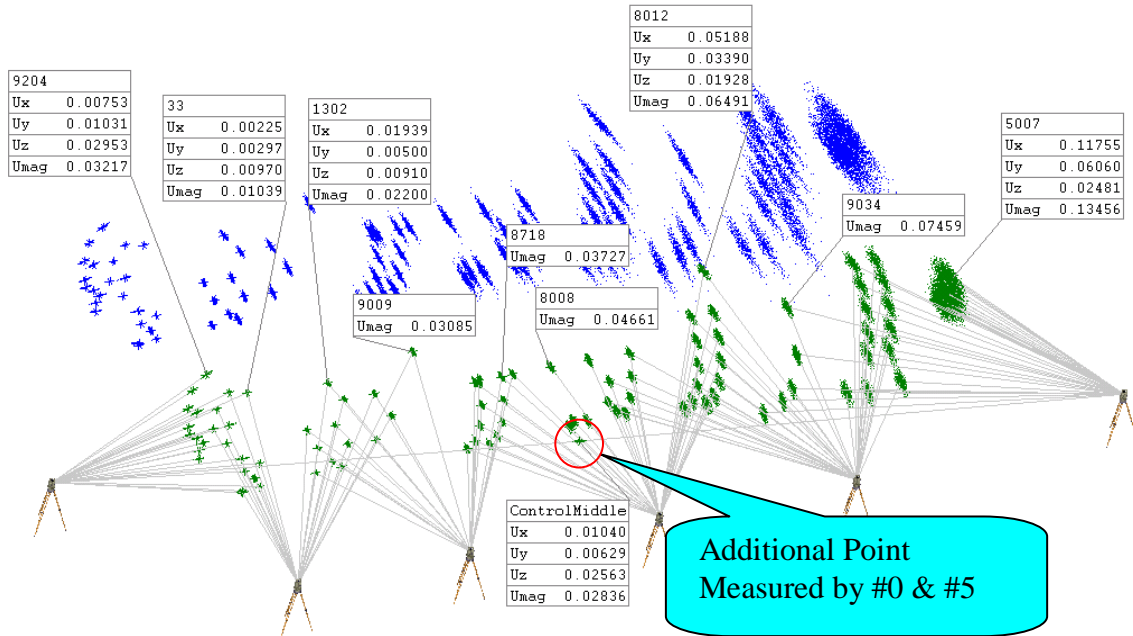 8012
Ux 0.05188
Uy 0.03390
Uz 0.01928
Umag 0.06491
9204
Ux 0.00753
Uy 0.01031
Uz 0.02953
Umag 0.03217
33
Ux 0.00225
Uy 0.00297
Uz 0.00970
Umag 0.01039
1302
Ux 0.01939
Uy 0.00500
Uz 0.00910
Umag 0.02200
5007
Ux 0.11755
Uy 0.06060
Uz 0.02481
Umag 0.13456
9034
Umag 0.07459
8718
Umag 0.03727
9009
Umag 0.03085
8008
Umag 0.04661
ControlMiddle
Ux 0.01040
Uy 0.00629
Uz 0.02563
Umag 0.02836
Additional Point
Measured by #0 & #5